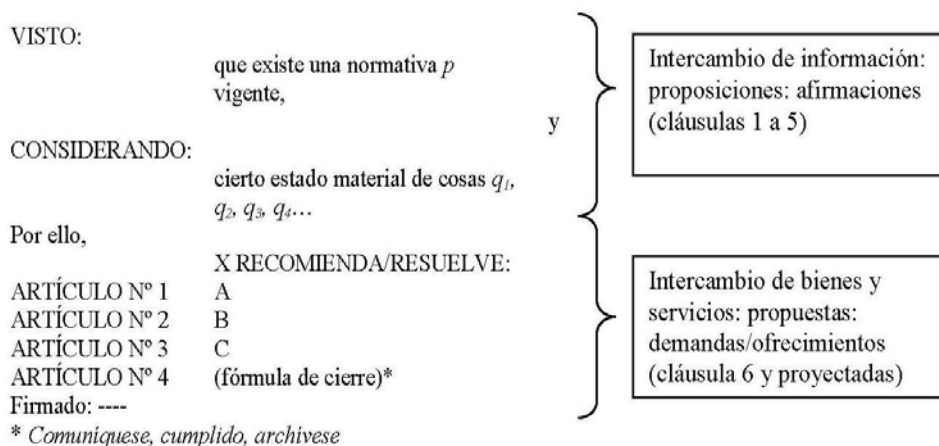 VISTO:
que existe una normativa p
vigente,
y
CONSIDERANDO:
cierto estado material de cosas q1,
q2, q3, q4…
Por ello,
X RECOMIENDA/RESUELVE:
ARTÍCULO Nº 1 A
ARTÍCULO Nº 2 B
ARTÍCULO Nº 3 C
ARTÍCULO Nº 4 (fórmula de cierre)*
Firmado: ----
* Comuníquese, cumplido, archívese
Intercambio de información:
proposiciones: afirmaciones
(cláusulas 1 a 5)
Intercambio de bienes y
servicios: propuestas:
demandas/ofrecimientos
(cláusula 6 y proyectadas)